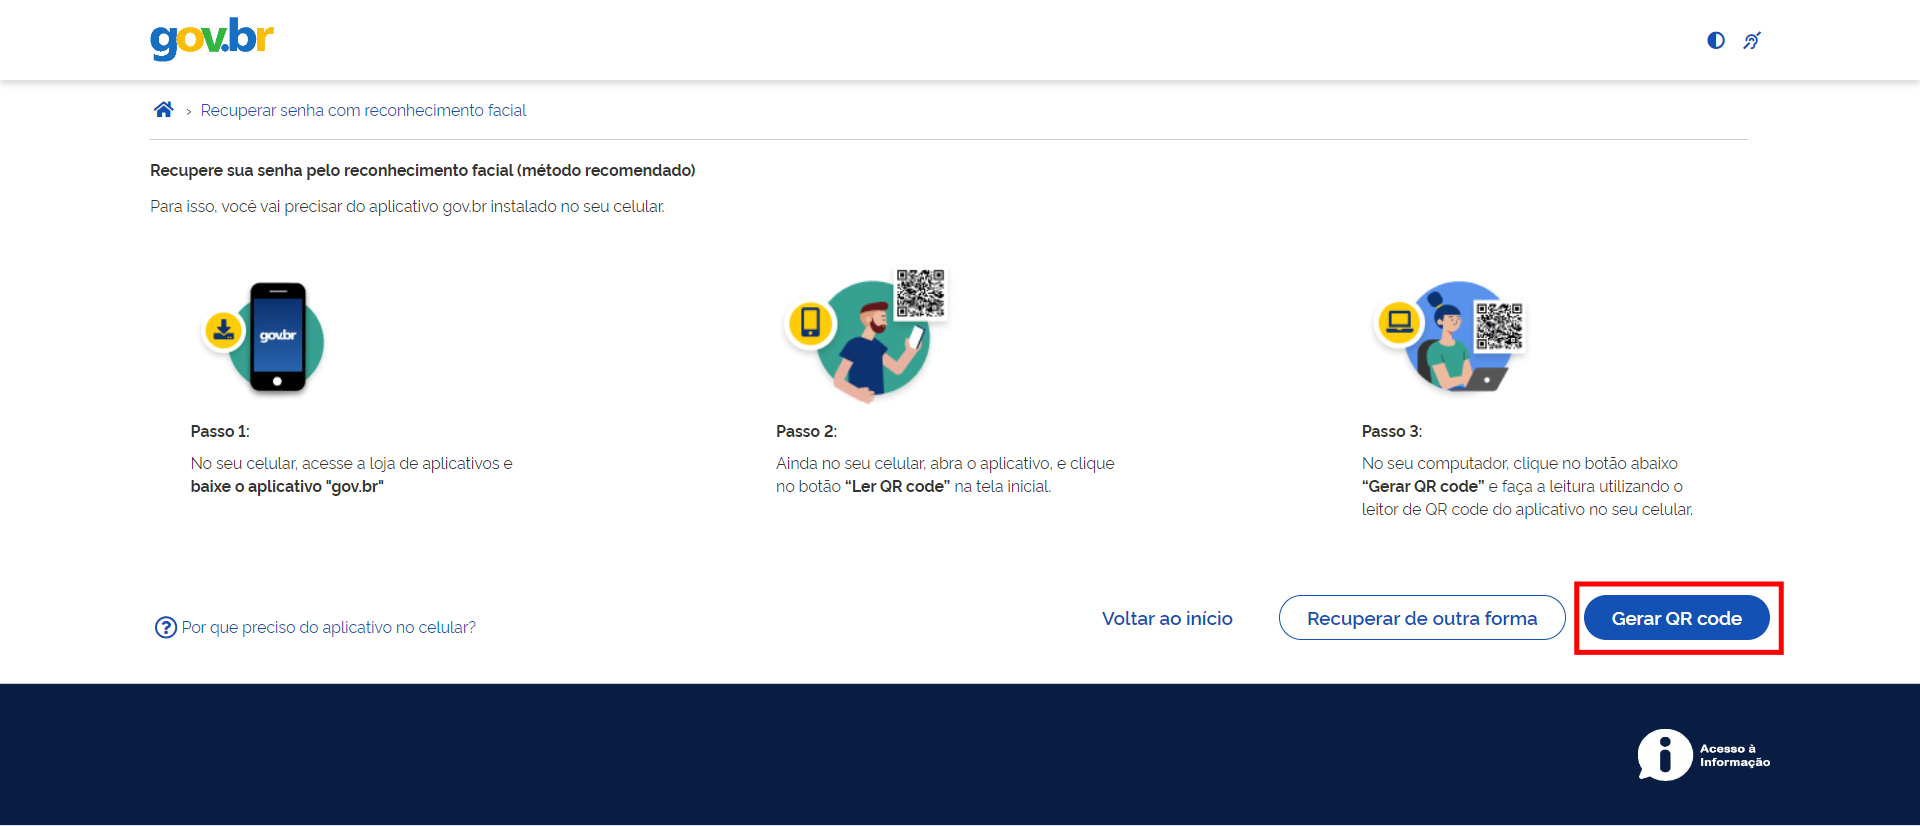 gov.br
› Recuperar senha com reconhecimento facial
Recupere sua senha pelo reconhecimento facial (método recomendado)
Para isso, você vai precisar do aplicativo gov.br instalado no seu celular.
gov.br
Passo 1:
No seu celular, acesse a loja de aplicativos e
baixe o aplicativo "gov.br"
Passo 2:
Ainda no seu celular, abra o aplicativo, e clique
no botão “Ler QR code” na tela inicial.
Passo 3:
No seu computador, clique no botão abaixo
“Gerar QR code” e faça a leitura utilizando o
leitor de QR code do aplicativo no seu celular.
? Por que preciso do aplicativo no celular?
Voltar ao início
Recuperar de outra forma
Gerar QR code
Acesso à
Informação